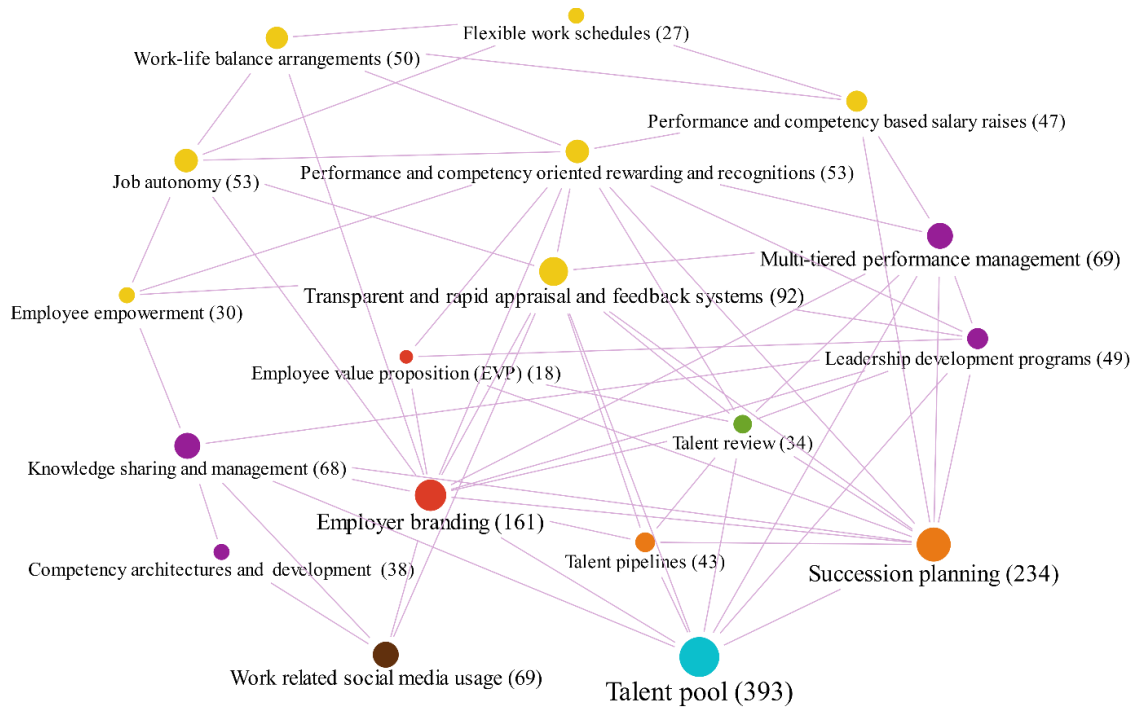 Flexible work schedules (27)
Work-life balance arrangements (50)
Performance and competency based salary raises (47)
Performance and competency oriented rewarding and recognitions (53)
Job autonomy (53)
Multi-tiered performance management (69)
Transparent and rapid appraisal and feedback systems (92)
Employee empowerment (30)
Leadership development programs (49)
Employee value proposition (EVP) (18)
Talent review (34)
Knowledge sharing and management (68)
Employer branding (161)
Talent pipelines (43)
Competency architectures and development (38)
Succession planning (234)
Work related social media usage (69)
Talent pool (393)